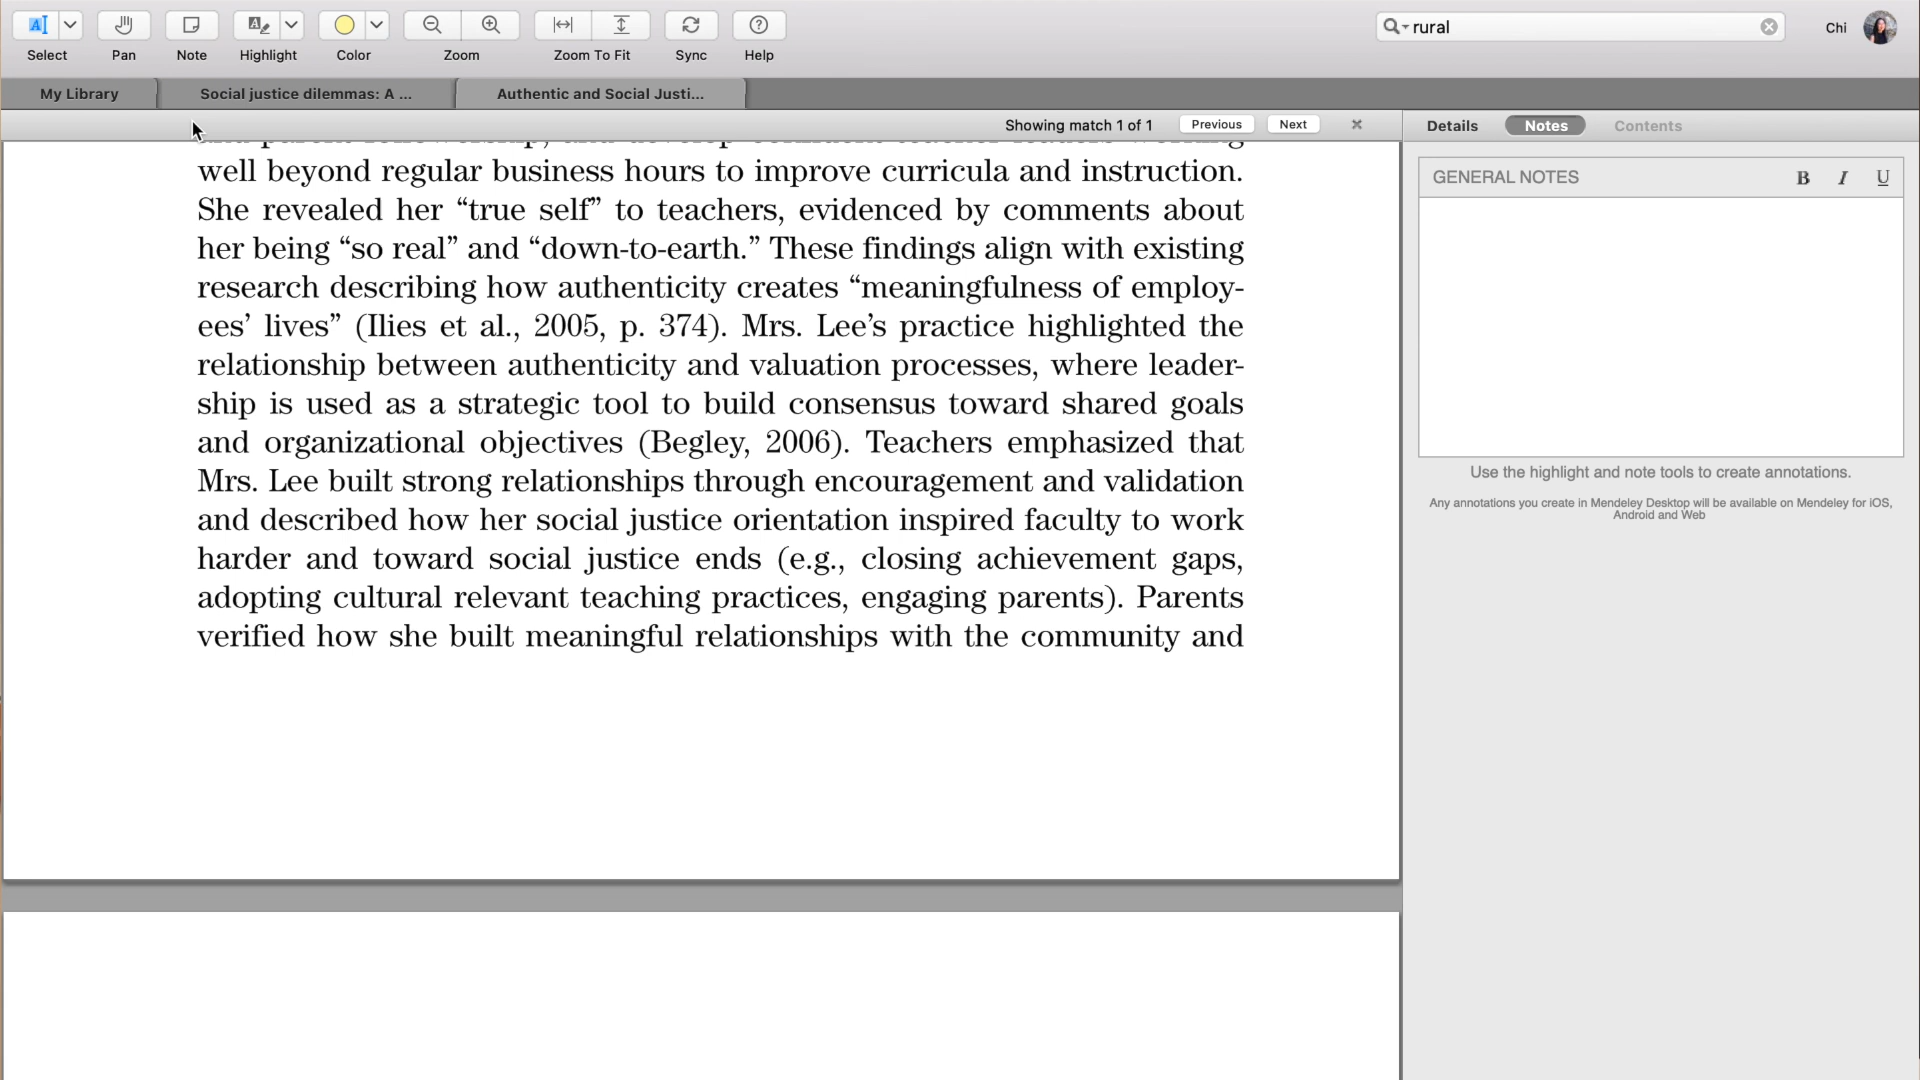 rural
Chi
Select
Pan
Note
Highlight
Color
Zoom
Zoom To Fit
Sync
Help
My Library
Social justice dilemmas: A ...
Authentic and Social Justi...
Showing match 1 of 1
Previous
Next
Details
Notes
Contents
well beyond regular business hours to improve curricula and instruction.
She revealed her “true self” to teachers, evidenced by comments about
her being “so real” and “down-to-earth.” These findings align with existing
research describing how authenticity creates “meaningfulness of employ-
ees’ lives” (Ilies et al., 2005, p. 374). Mrs. Lee’s practice highlighted the
relationship between authenticity and valuation processes, where leader-
ship is used as a strategic tool to build consensus toward shared goals
and organizational objectives (Begley, 2006). Teachers emphasized that
Mrs. Lee built strong relationships through encouragement and validation
and described how her social justice orientation inspired faculty to work
harder and toward social justice ends (e.g., closing achievement gaps,
adopting cultural relevant teaching practices, engaging parents). Parents
verified how she built meaningful relationships with the community and
GENERAL NOTES
B I U
Use the highlight and note tools to create annotations.
Any annotations you create in Mendeley Desktop will be available on Mendeley for iOS,
Android and Web